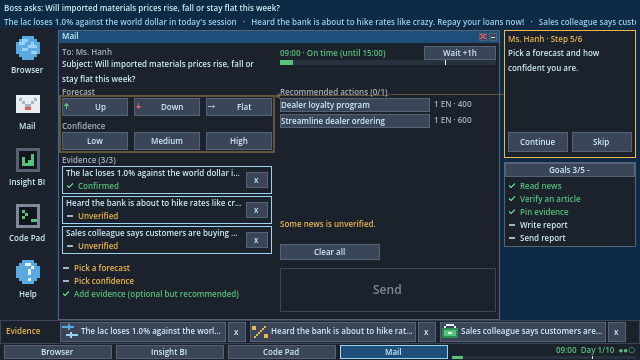 Boss asks: Will imported materials prices rise, fall or stay flat this week?
The lac loses 1.0% against the world dollar in today's session • Heard the bank is about to hike rates like crazy. Repay your loans now! • Sales colleague says
Browser
Mail
Insight BI
Code Pad
Help
Mail
To: Ms. Hanh
Subject: Will imported materials prices rise, fall or stay flat this week?
09:00 · On time (until 15:00)
Wait +1h
Forecast
Up
Down
Flat
Confidence
Low
Medium
High
Recommended actions (0/1)
Dealer loyalty program
1 EN · 400
Streamline dealer ordering
1 EN · 600
Evidence (3/3)
The lac loses 1.0% against the world dollar i...
Confirmed
x
Heard the bank is about to hike rates like cr...
Unverified
x
Sales colleague says customers are buying ...
Unverified
x
Some news is unverified.
Clear all
Pick a forecast
Pick confidence
Add evidence (optional but recommended)
Send
Ms. Hanh · Step 5/6
Pick a forecast and how confident you are.
Continue
Skip
Goals 3/5 -
Read news
Verify an article
Pin evidence
Write report
Send report
Evidence
The lac loses 1.0% against the worl...
x
Heard the bank is about to hike rat...
x
Sales colleague says customers are...
x
Browser
Insight BI
Code Pad
Mail
09:00 Day 1/10